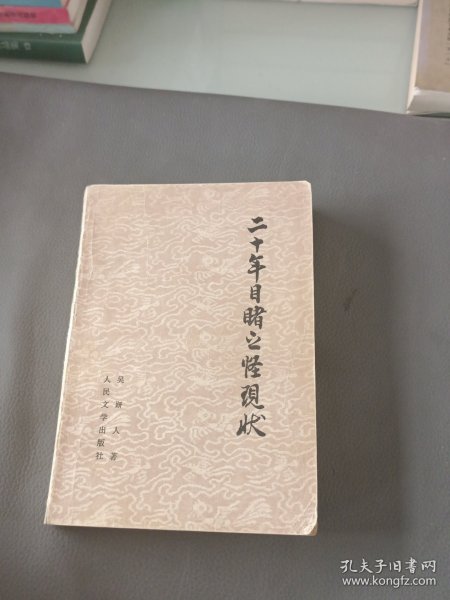 二十年目睹之怪现状
吴趼人著
人民文学出版社
孔夫子旧书网
www.kongfz.com